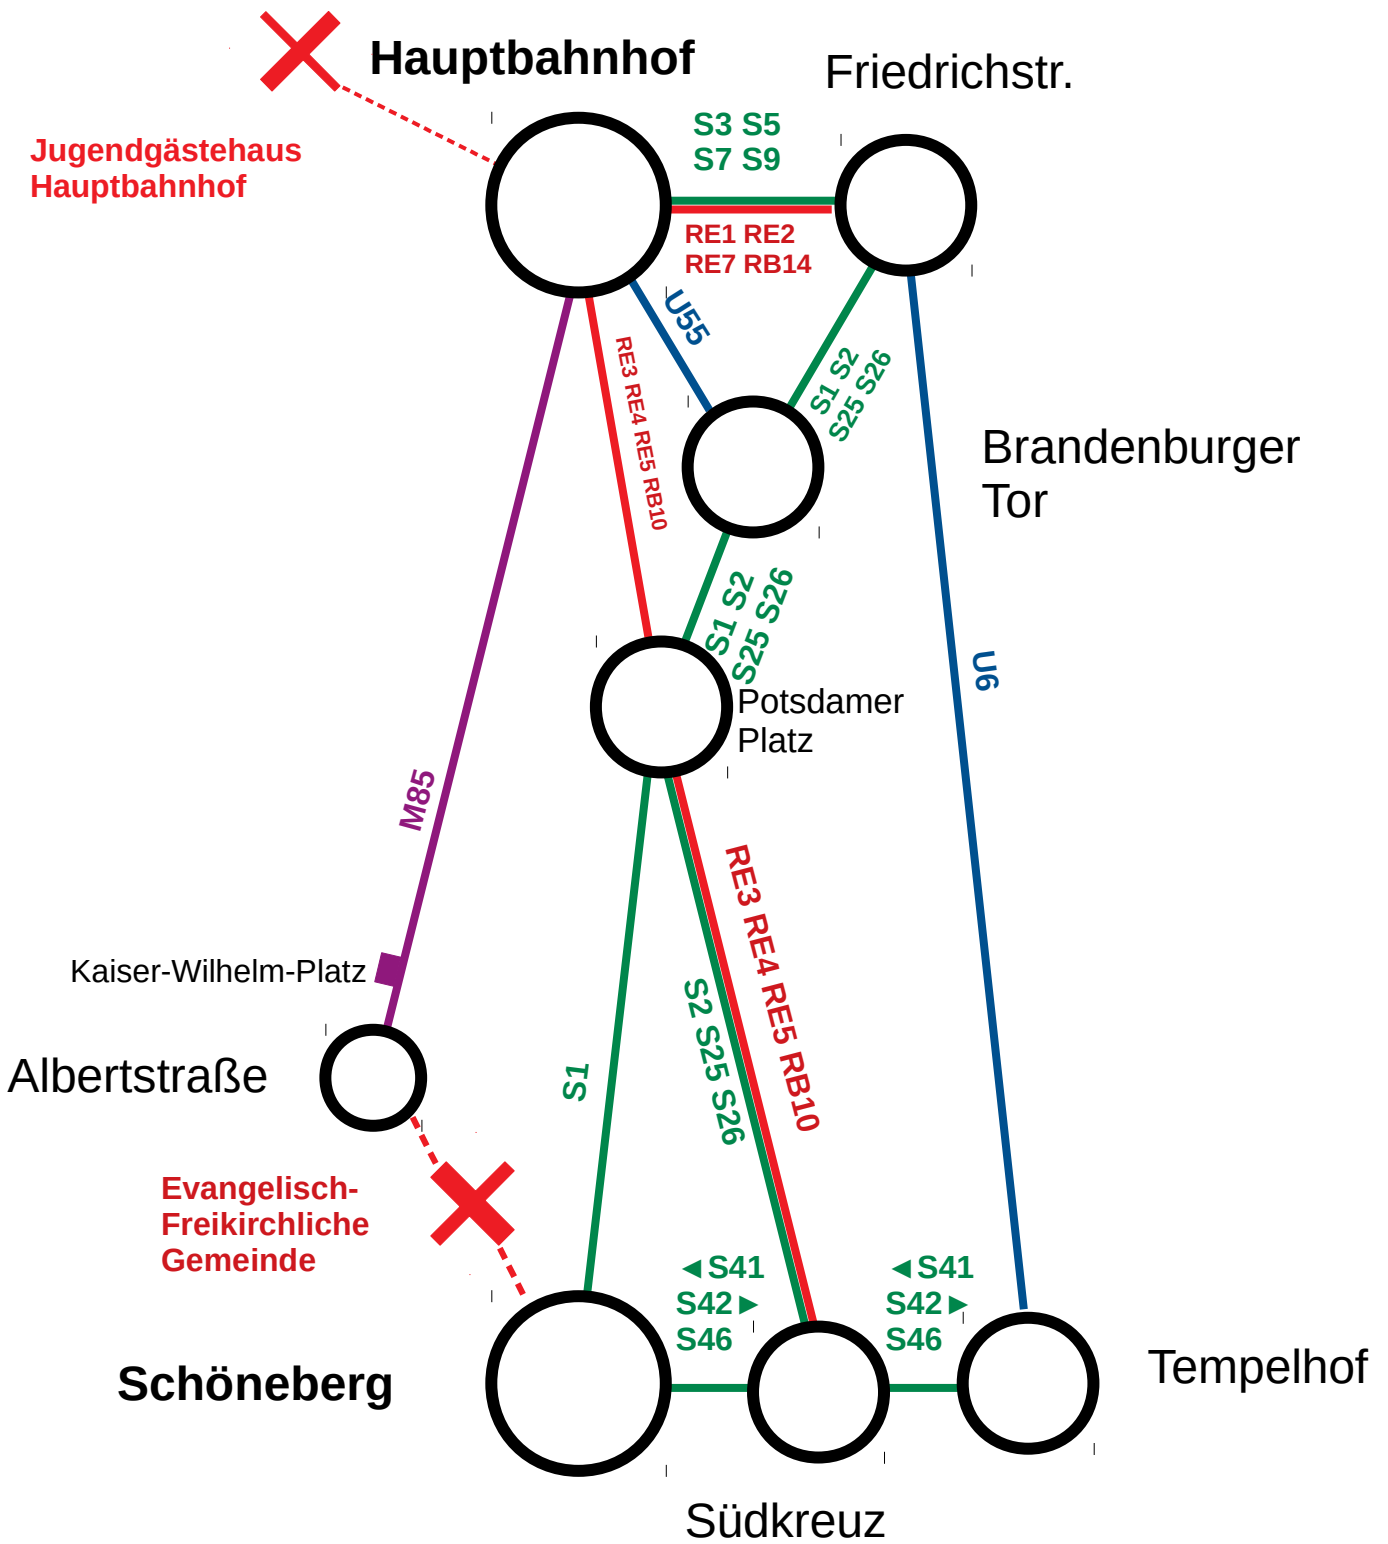 Hauptbahnhof
Friedrichstr.
Jugendgästehaus
Hauptbahnhof
S3 S5
S7 S9
RE1 RE2
RE7 RB14
U55
RE3 RE4 RE5 RB10
S1 S2
S25 S26
Brandenburger
Tor
S1 S2
S25 S26
U6
Potsdamer
Platz
M85
RE3 RE4 RE5 RB10
S2 S25 S26
Kaiser-Wilhelm-Platz
Albertstraße
S1
Evangelisch-
Freikirchliche
Gemeinde
◄S41
S42►
S46
◄S41
S42►
S46
Schöneberg
Tempelhof
Südkreuz